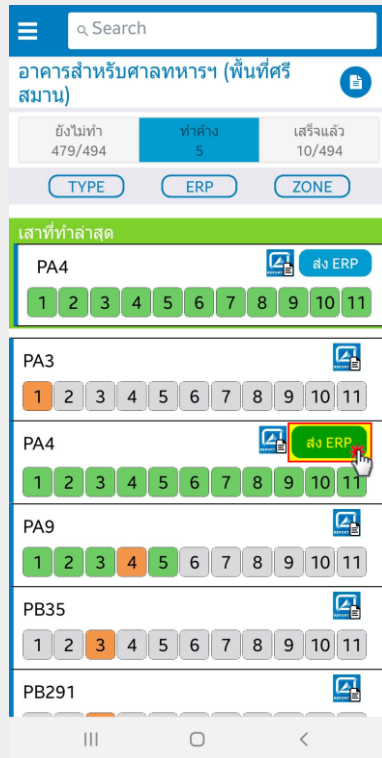 Search
อาคารสำหรับศาลทหารฯ (พื้นที่ศรี
สมาน)
ยังไม่ทำ ทำค้าง เสร็จแล้ว
479/494 5 10/494
TYPE ERP ZONE
เสาที่ทำล่าสุด
PA4 REPORT ส่ง ERP
1 2 3 4 5 6 7 8 9 10 11
PA3 REPORT
1 2 3 4 5 6 7 8 9 10 11
PA4 REPORT ส่ง ERP
1 2 3 4 5 6 7 8 9 10 11
PA9 REPORT
1 2 3 4 5 6 7 8 9 10 11
PB35 REPORT
1 2 3 4 5 6 7 8 9 10 11
PB291 REPORT